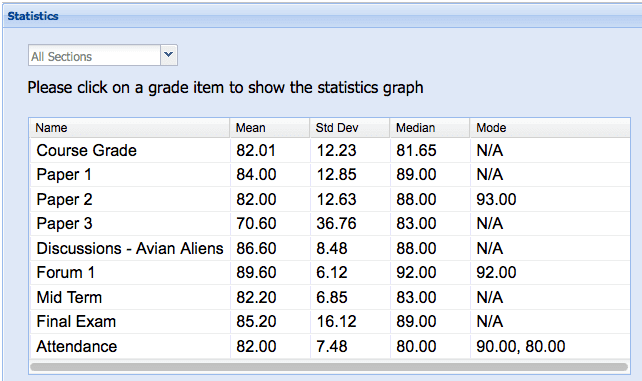 Statistics
All Sections
Please click on a grade item to show the statistics graph
Name Mean Std Dev Median Mode
Course Grade 82.01 12.23 81.65 N/A
Paper 1 84.00 12.85 89.00 N/A
Paper 2 82.00 12.63 88.00 93.00
Paper 3 70.60 36.76 83.00 N/A
Discussions - Avian Aliens 86.60 8.48 88.00 N/A
Forum 1 89.60 6.12 92.00 92.00
Mid Term 82.20 6.85 83.00 N/A
Final Exam 85.20 16.12 89.00 N/A
Attendance 82.00 7.48 80.00 90.00, 80.00